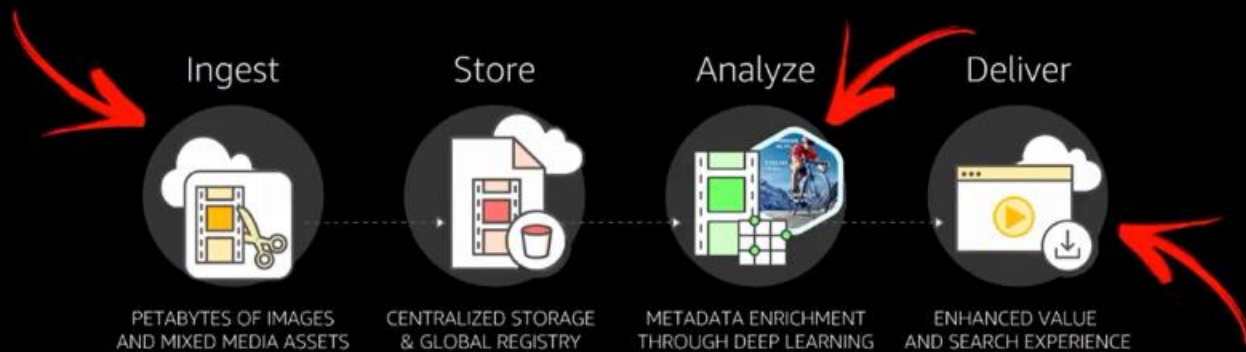 Ingest
PETABYTES OF IMAGES
AND MIXED MEDIA ASSETS
Store
CENTRALIZED STORAGE
& GLOBAL REGISTRY
Analyze
METADATA ENRICHMENT
THROUGH DEEP LEARNING
Deliver
ENHANCED VALUE
AND SEARCH EXPERIENCE